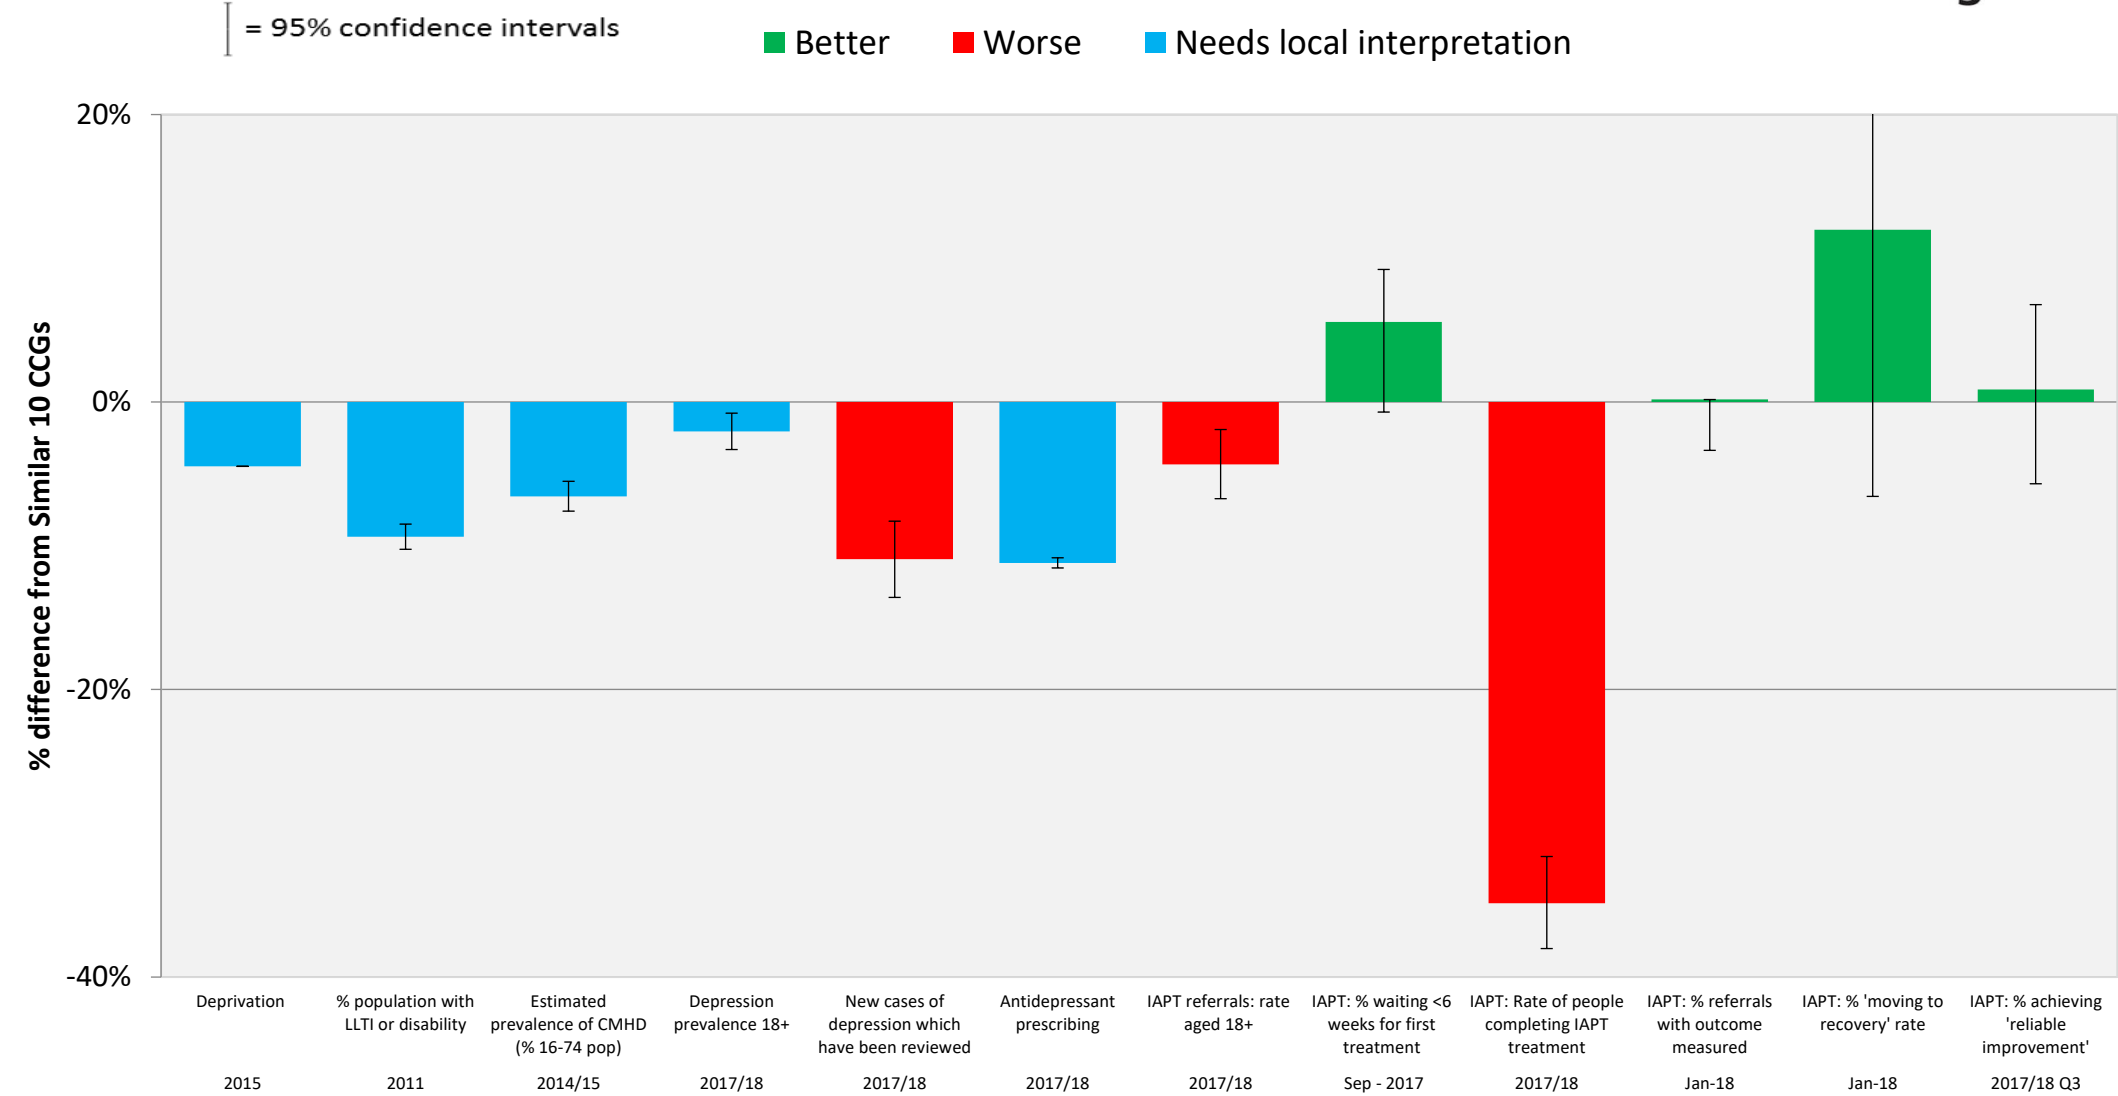 = 95% confidence intervals
Better
Worse
Needs local interpretation
20%
0%
-20%
-40%
% difference from Similar 10 CCGs
Deprivation
2015
% population with
LLTI or disability
2011
Estimated
prevalence of CMHD
(% 16-74 pop)
2014/15
Depression
prevalence 18+
2017/18
New cases of
depression which
have been reviewed
2017/18
Antidepressant
prescribing
2017/18
IAPT referrals: rate
aged 18+
2017/18
IAPT: % waiting <6
weeks for first
treatment
Sep - 2017
IAPT: Rate of people
completing IAPT
treatment
2017/18
IAPT: % referrals
with outcome
measured
Jan-18
IAPT: % 'moving to
recovery' rate
Jan-18
IAPT: % achieving
'reliable
improvement'
2017/18 Q3